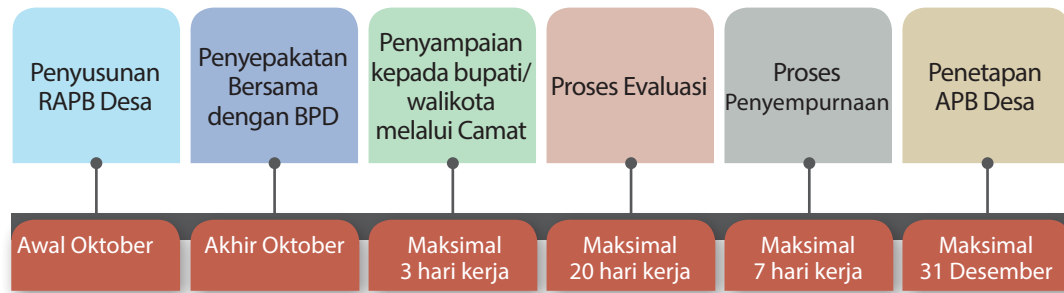 Penyusunan
RAPB Desa
Penyepakatan
Bersama
dengan BPD
Penyampaian
kepada bupati/
walikota
melalui Camat
Proses Evaluasi
Proses
Penyempurnaan
Penetapan
APB Desa
Awal Oktober
Akhir Oktober
Maksimal
3 hari kerja
Maksimal
20 hari kerja
Maksimal
7 hari kerja
Maksimal
31 Desember